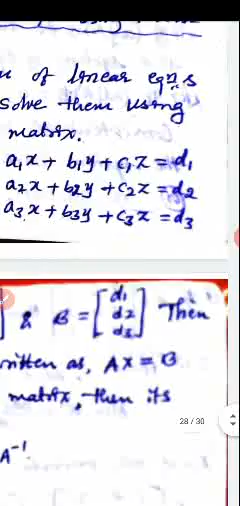 of linear eqn.s
solve them using
matrix.
a₁x + b₁y + c₁z = d₁
a₂x + b₂y + c₂z = d₂
a₃x + b₃y + c₃z = d₃
] & B = [d₁ d₂ d₃] Then
written as, AX = B
matrix, then its
28 / 30
A⁻¹